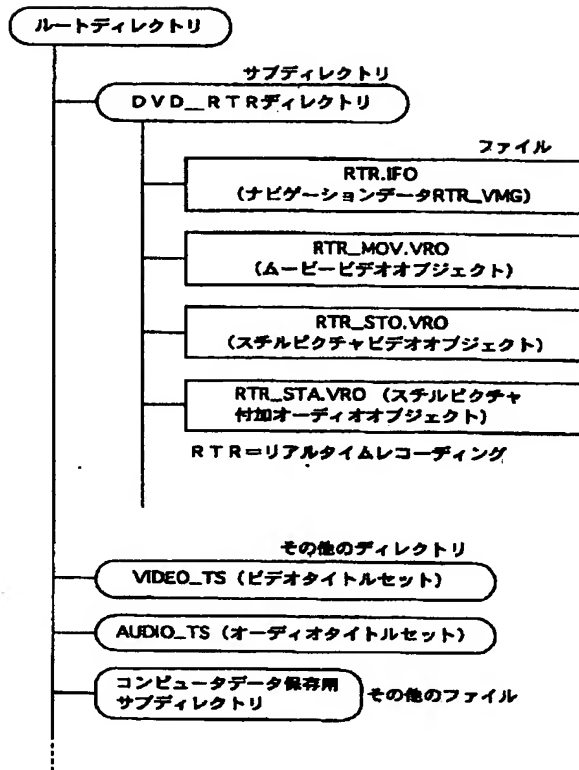 ルートディレクトリ
サブディレクトリ
DVD__RTRディレクトリ
ファイル
RTR.IFO
(ナビゲーションデータRTR_VMG)
RTR_MOV.VRO
(ムービービデオオブジェクト)
RTR_STO.VRO
(スチルピクチャビデオオブジェクト)
RTR_STA.VRO (スチルピクチャ
付加オーディオオブジェクト)
RTR=リアルタイムレコーディング
その他のディレクトリ
VIDEO_TS (ビデオタイトルセット)
AUDIO_TS (オーディオタイトルセット)
コンピュータデータ保存用
サブディレクトリ
その他のファイル